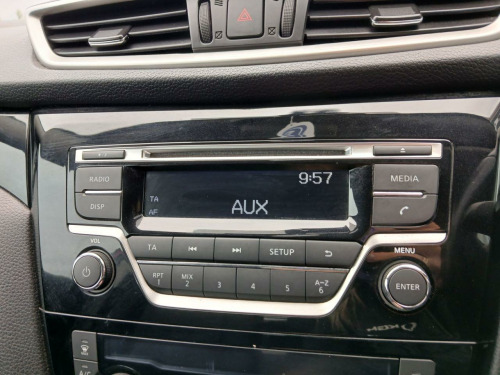 RADIO
DISP
9:57
TA
AF
AUX
MEDIA
VOL
TA
SETUP
MENU
RPT
1
MIX
2
3
4
5
A-Z
6
ENTER
A/C